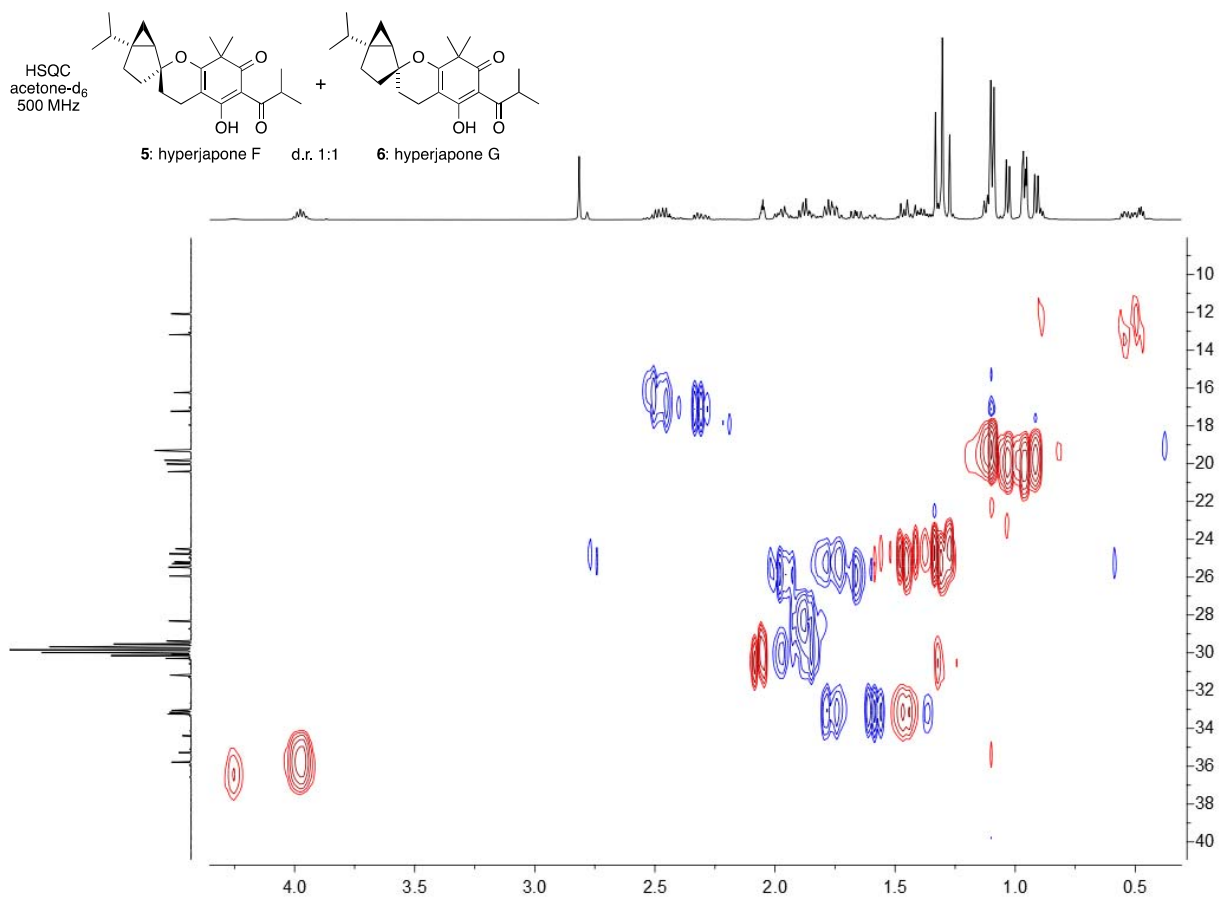 HSQC
acetone-d₆
500 MHz
O
O
OH
O
+
O
O
OH
O
5: hyperjapone F
d.r. 1:1
6: hyperjapone G
10
12
14
16
18
20
22
24
26
28
30
32
34
36
38
40
4.0 3.5 3.0 2.5 2.0 1.5 1.0 0.5